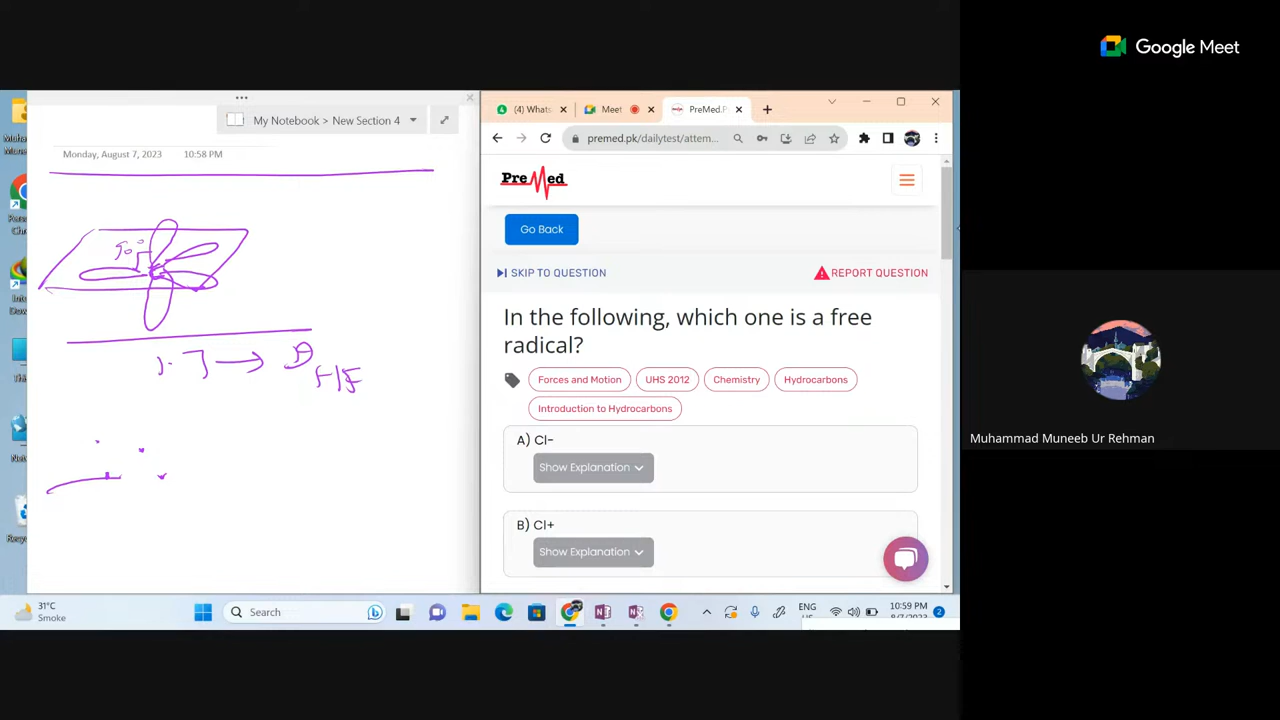 Google Meet
My Notebook > New Section 4
Monday, August 7, 2023 10:58 PM
90°
(4) Whats
Meet
PreMed.P
premed.pk/dailytest/attem...
PreMed
Go Back
SKIP TO QUESTION
REPORT QUESTION
In the following, which one is a free
radical?
Forces and Motion
UHS 2012
Chemistry
Hydrocarbons
Introduction to Hydrocarbons
A) Cl-
Show Explanation
B) Cl+
Show Explanation
Muhammad Muneeb Ur Rehman
31°C
Smoke
Search
ENG
10:59 PM
8/7/2023
2